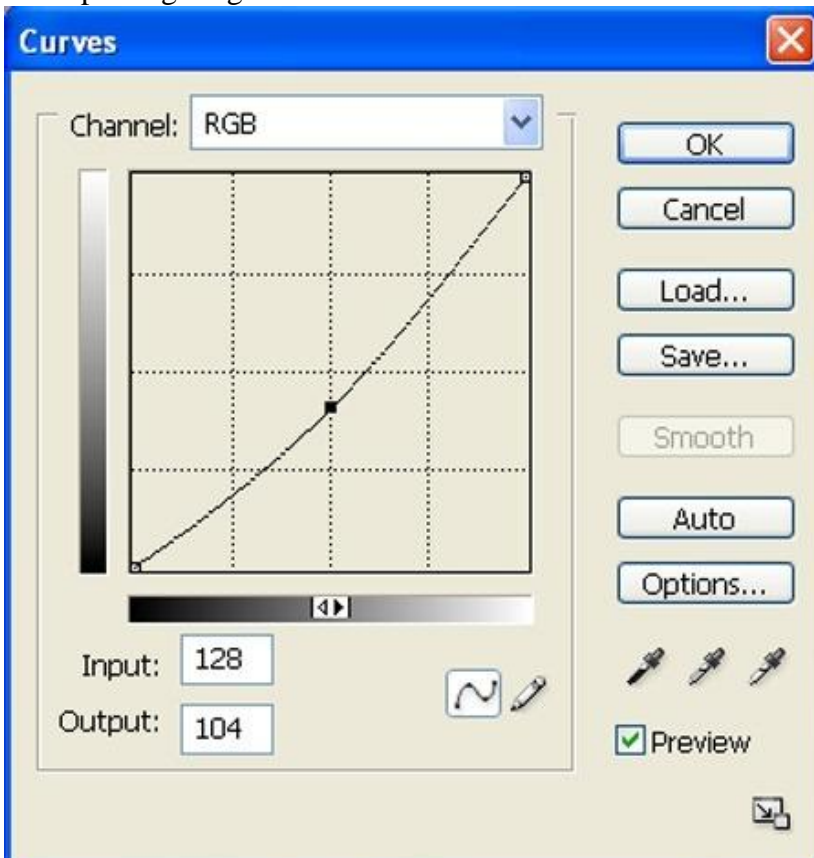 Curves
Channel: RGB
OK
Cancel
Load...
Save...
Smooth
Auto
Options...
Input: 128
Output: 104
Preview